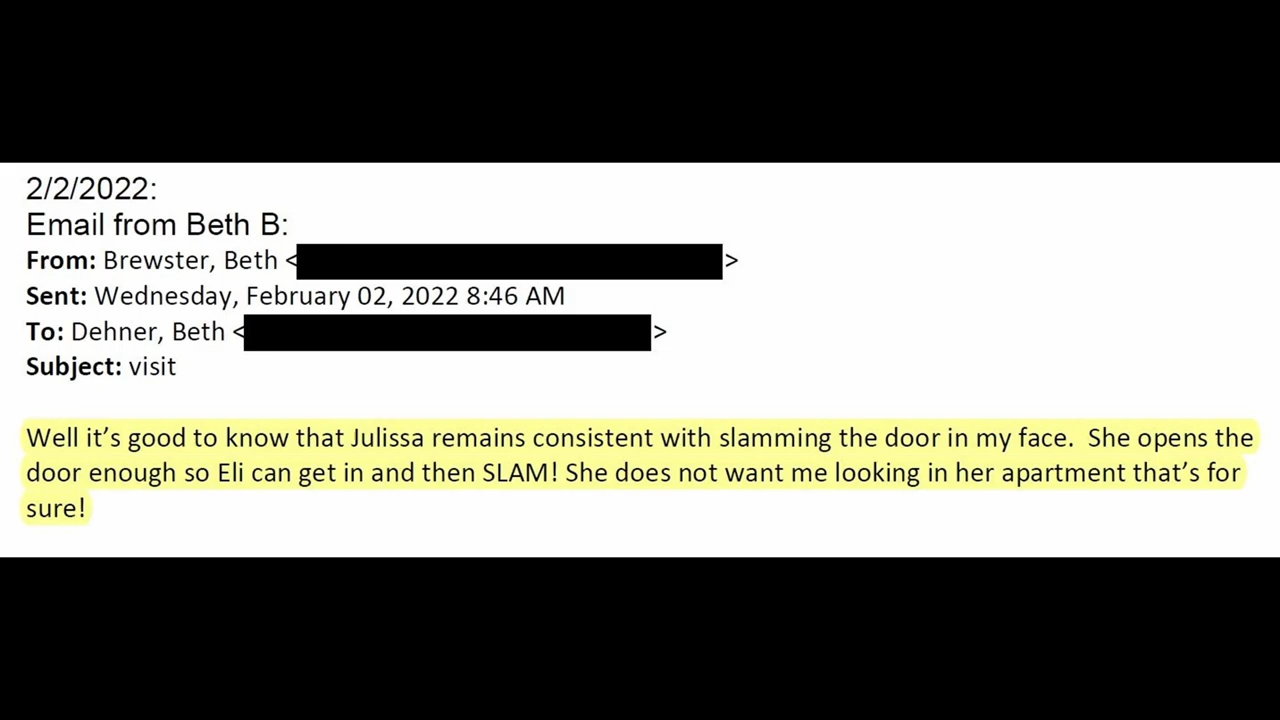 2/2/2022:
Email from Beth B:
From: Brewster, Beth < >
Sent: Wednesday, February 02, 2022 8:46 AM
To: Dehner, Beth < >
Subject: visit
Well it’s good to know that Julissa remains consistent with slamming the door in my face.  She opens the
door enough so Eli can get in and then SLAM! She does not want me looking in her apartment that’s for
sure!